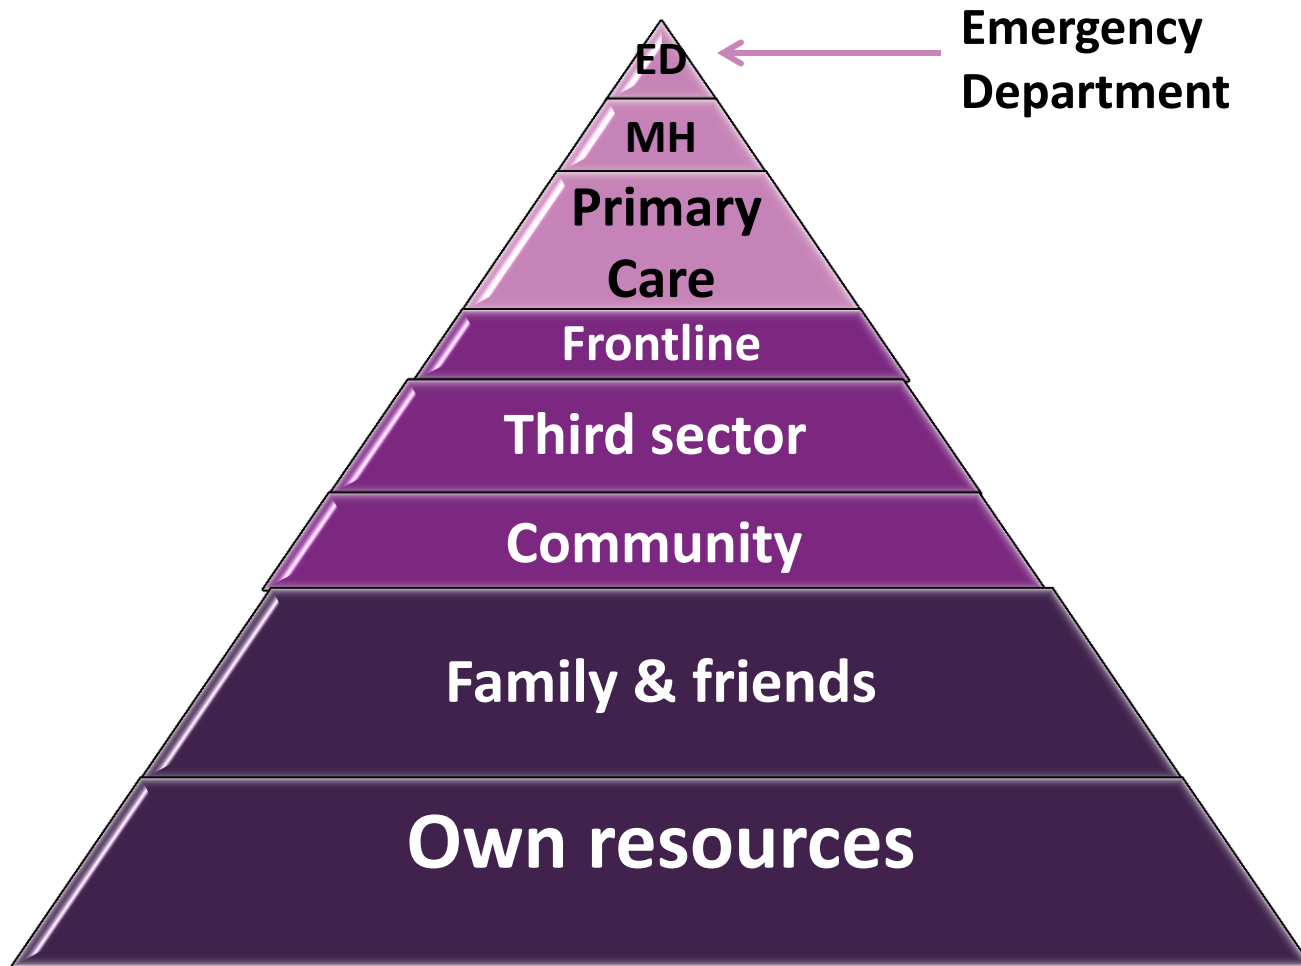 Emergency
Department
ED
MH
Primary
Care
Frontline
Third sector
Community
Family & friends
Own resources